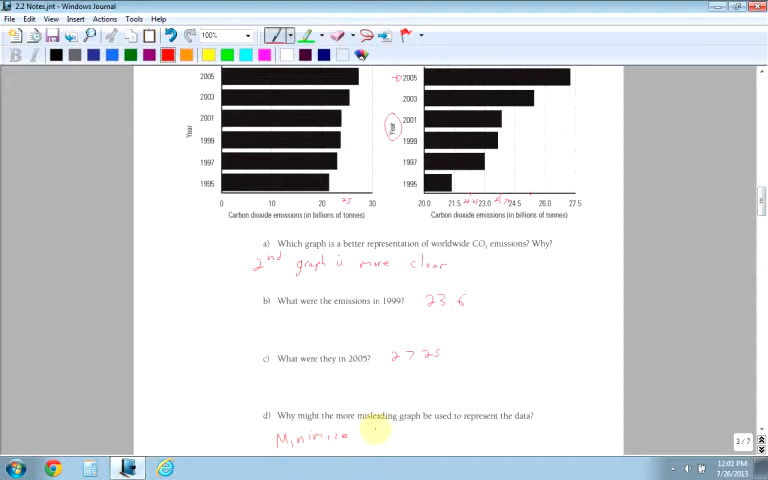 2.2 Notes.jnt - Windows Journal
File Edit View Insert Actions Tools Help
100%
B I
2005
2003
2001
1999
1997
1995
Year
0 10 20 25 30
Carbon dioxide emissions (in billions of tonnes)
2005
2003
2001
1999
1997
1995
Year
20.0 21.5 23.0 24.5 26.0 27.5
Carbon dioxide emissions (in billions of tonnes)
a) Which graph is a better representation of worldwide CO₂ emissions? Why?
2nd graph is more clear
b) What were the emissions in 1999? 23.6
c) What were they in 2005? 27 25
d) Why might the more misleading graph be used to represent the data?
Minimize
3 / 7
12:02 PM
7/26/2013